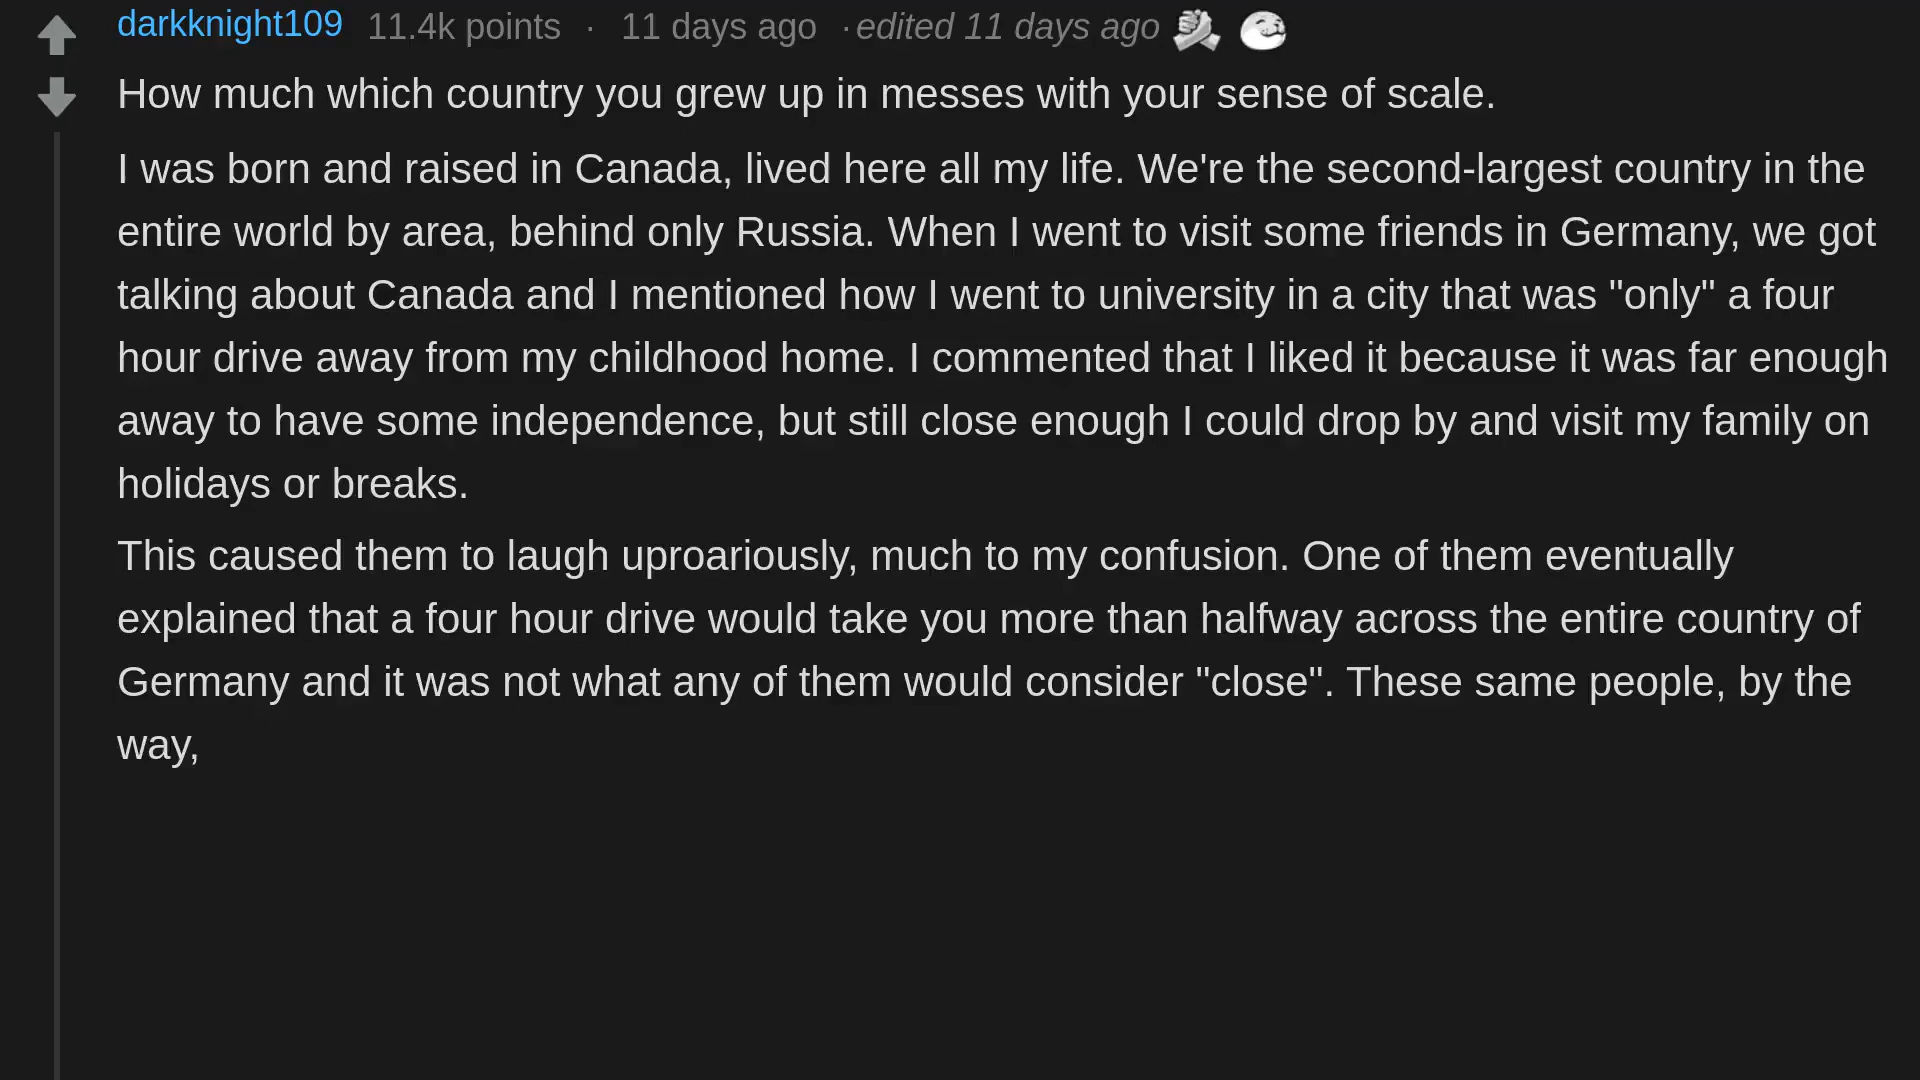 darkknight109 11.4k points · 11 days ago · edited 11 days ago
How much which country you grew up in messes with your sense of scale.
I was born and raised in Canada, lived here all my life. We're the second-largest country in the
entire world by area, behind only Russia. When I went to visit some friends in Germany, we got
talking about Canada and I mentioned how I went to university in a city that was "only" a four
hour drive away from my childhood home. I commented that I liked it because it was far enough
away to have some independence, but still close enough I could drop by and visit my family on
holidays or breaks.
This caused them to laugh uproariously, much to my confusion. One of them eventually
explained that a four hour drive would take you more than halfway across the entire country of
Germany and it was not what any of them would consider "close". These same people, by the
way,